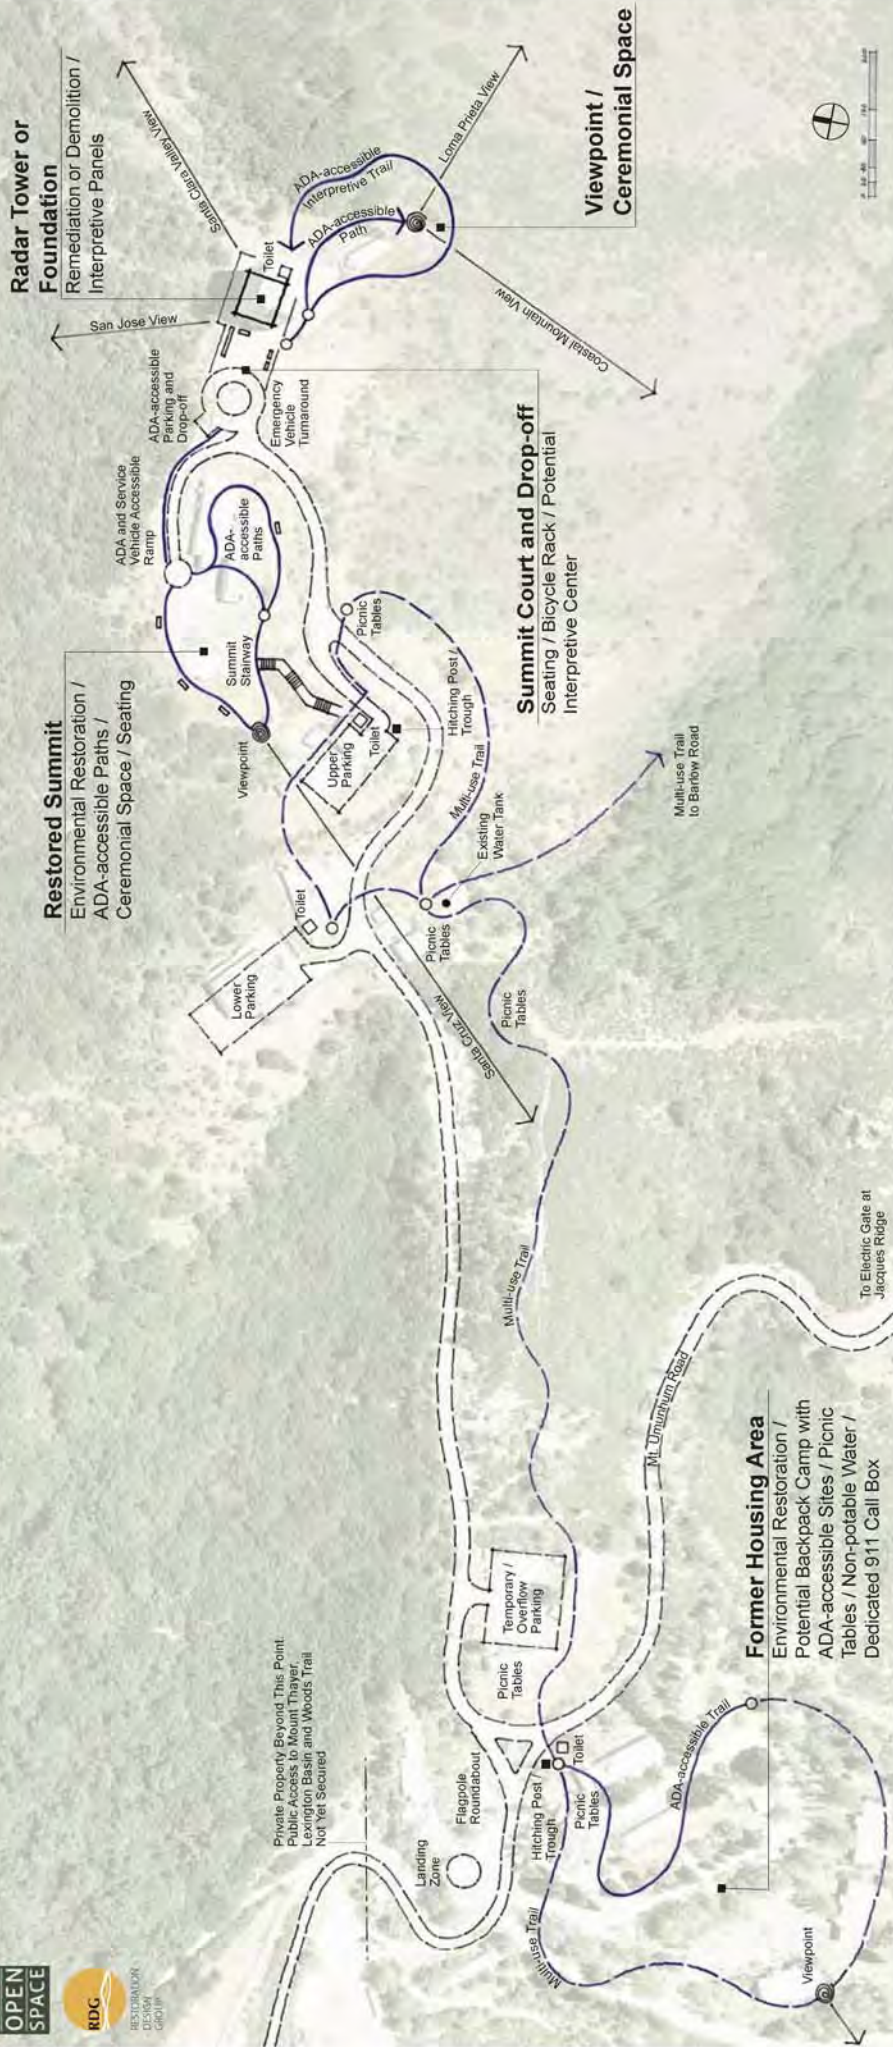 OPEN
SPACE
RDG
RESTORATION
DESIGN
GROUP
Restored Summit
Environmental Restoration /
ADA-accessible Paths /
Ceremonial Space / Seating
Radar Tower or
Foundation
Remediation or Demolition /
Interpretive Panels
Santa Clara Valley View
San Jose View
ADA-accessible
Parking and
Drop-off
ADA and Service
Vehicle Accessible
Ramp
Toilet
ADA-accessible
Interpretive Trail
ADA-accessible
Path
Loma Prieta View
Viewpoint /
Ceremonial Space
Coastal Mountain View
Emergency
Vehicle
Turnaround
ADA-
accessible
Paths
Summit
Stairway
Viewpoint
Summit Court and Drop-off
Seating / Bicycle Rack / Potential
Interpretive Center
Picnic
Tables
Hitching Post /
Trough
Toilet
Upper
Parking
Multi-use Trail
Existing
Water Tank
Multi-use Trail
to Barlow Road
Toilet
Lower
Parking
Picnic
Tables
Santa Cruz View
Picnic
Tables
Multi-use Trail
Mt. Umunhum Road
To Electric Gate at
Jacques Ridge
Temporary /
Overflow
Parking
Picnic
Tables
Private Property Beyond This Point.
Public Access to Mount Thayer,
Lexington Basin and Woods Trail
Not Yet Secured
Flagpole
Roundabout
Landing
Zone
Hitching Post /
Trough
Toilet
Picnic
Tables
ADA-accessible Trail
Multi-use Trail
Viewpoint
Former Housing Area
Environmental Restoration /
Potential Backpack Camp with
ADA-accessible Sites / Picnic
Tables / Non-potable Water /
Dedicated 911 Call Box